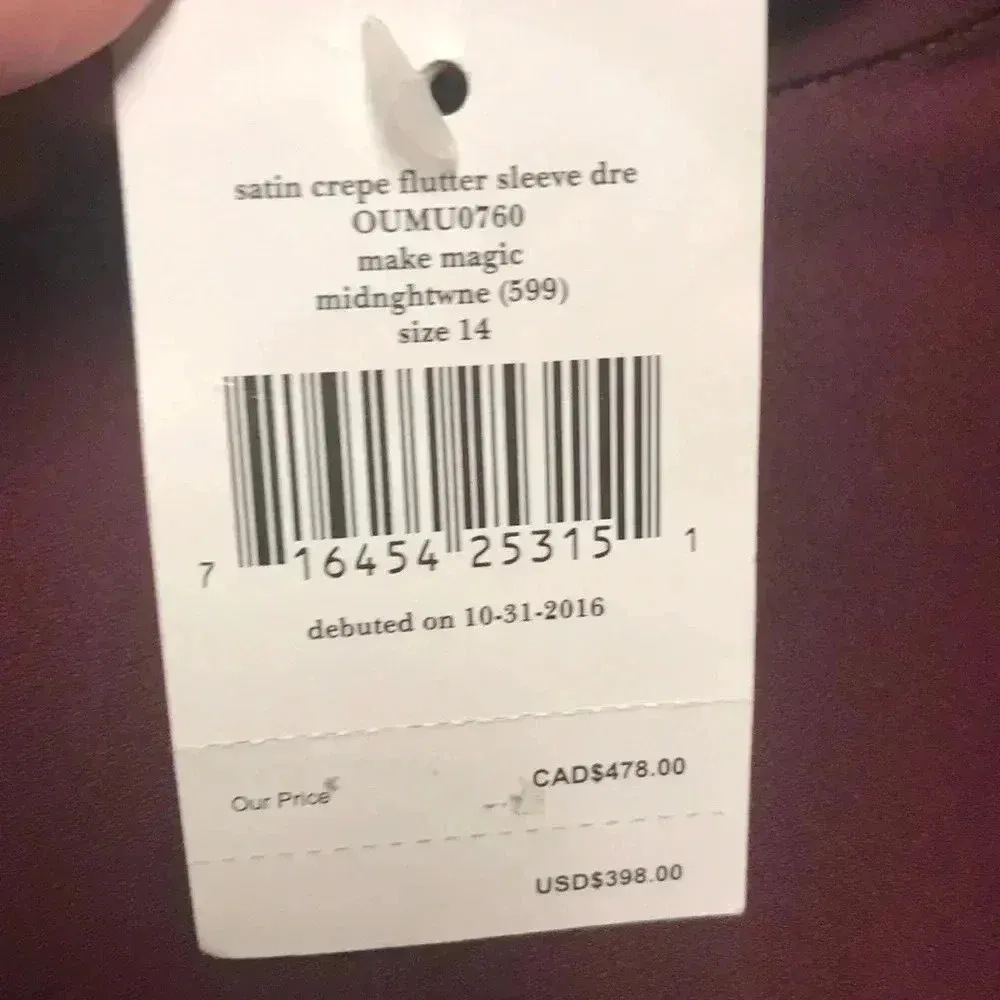 satin crepe flutter sleeve dre
OUMU0760
make magic
midnghtwne (599)
size 14
7 16454 25315 1
debuted on 10-31-2016
Our Price CAD$478.00
USD$398.00